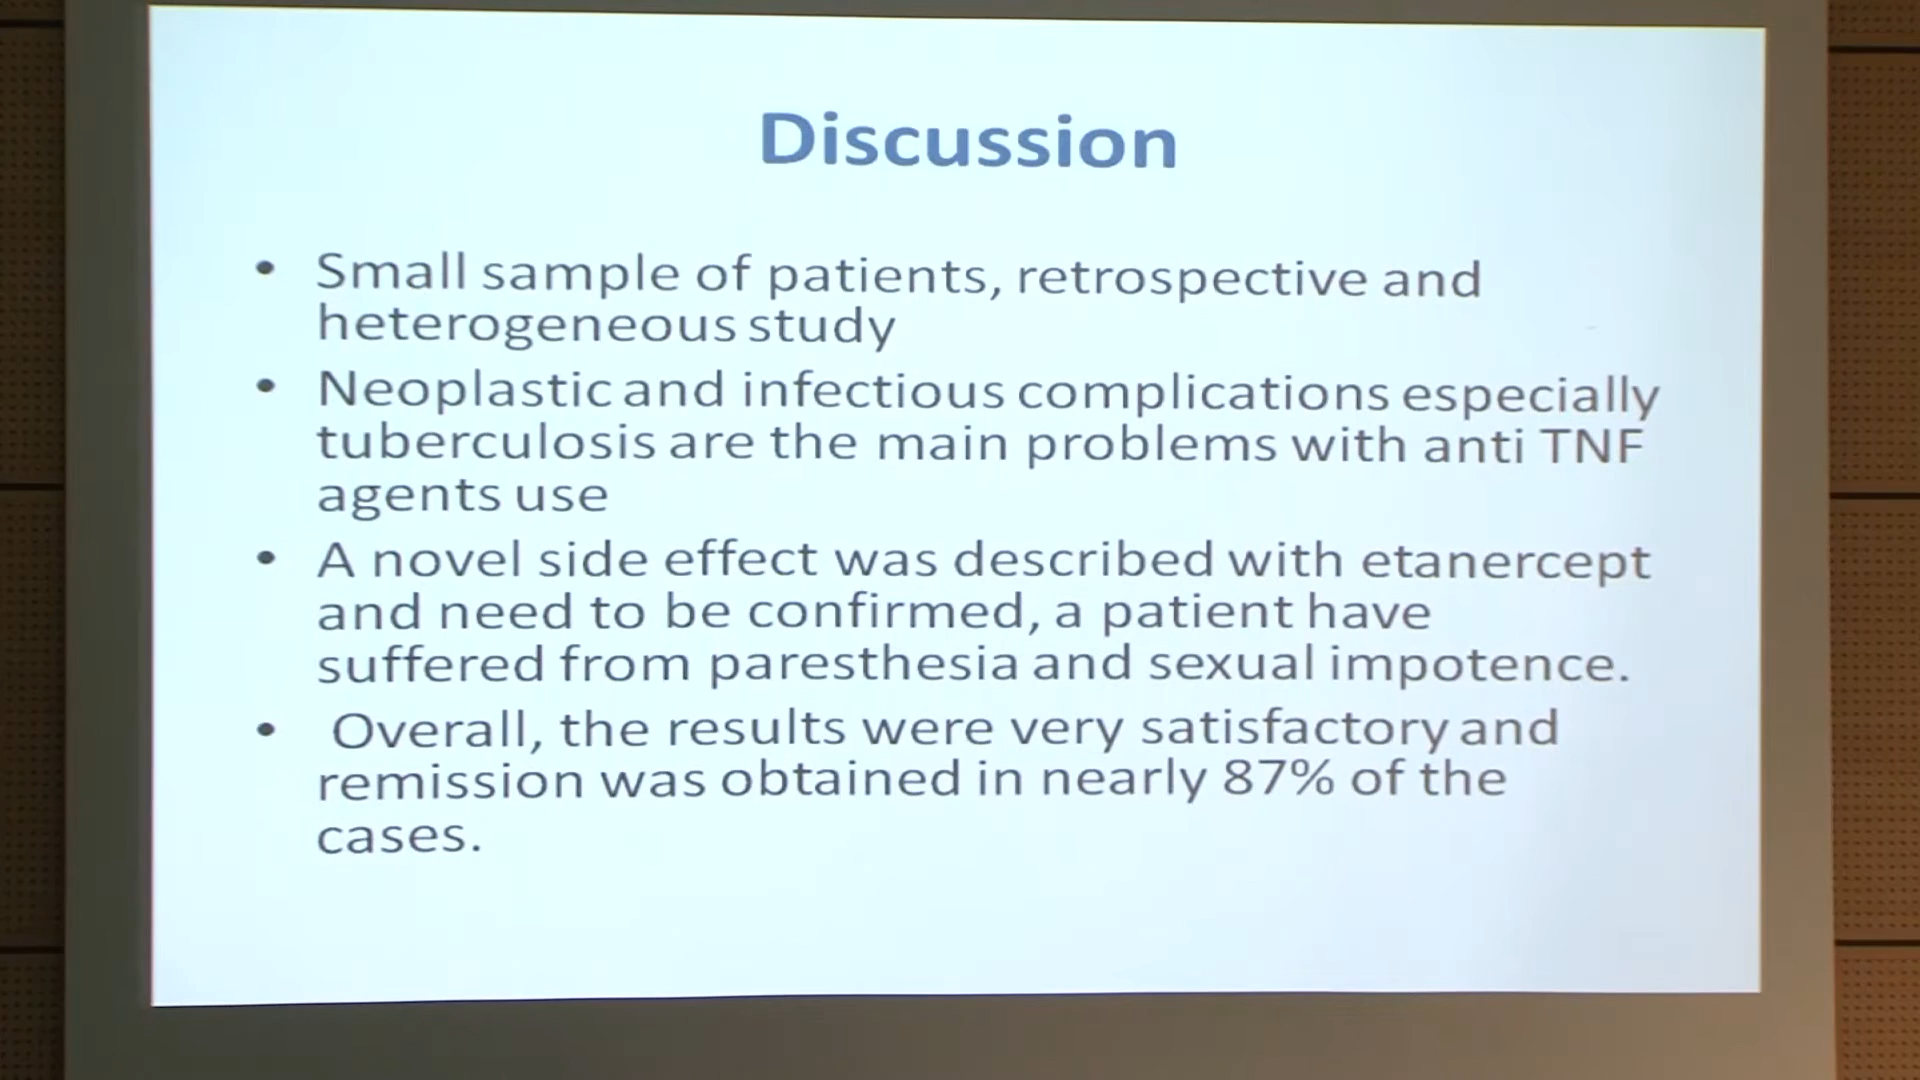 Discussion
• Small sample of patients, retrospective and
heterogeneous study
• Neoplastic and infectious complications especially
tuberculosis are the main problems with anti TNF
agents use
• A novel side effect was described with etanercept
and need to be confirmed, a patient have
suffered from paresthesia and sexual impotence.
• Overall, the results were very satisfactory and
remission was obtained in nearly 87% of the
cases.